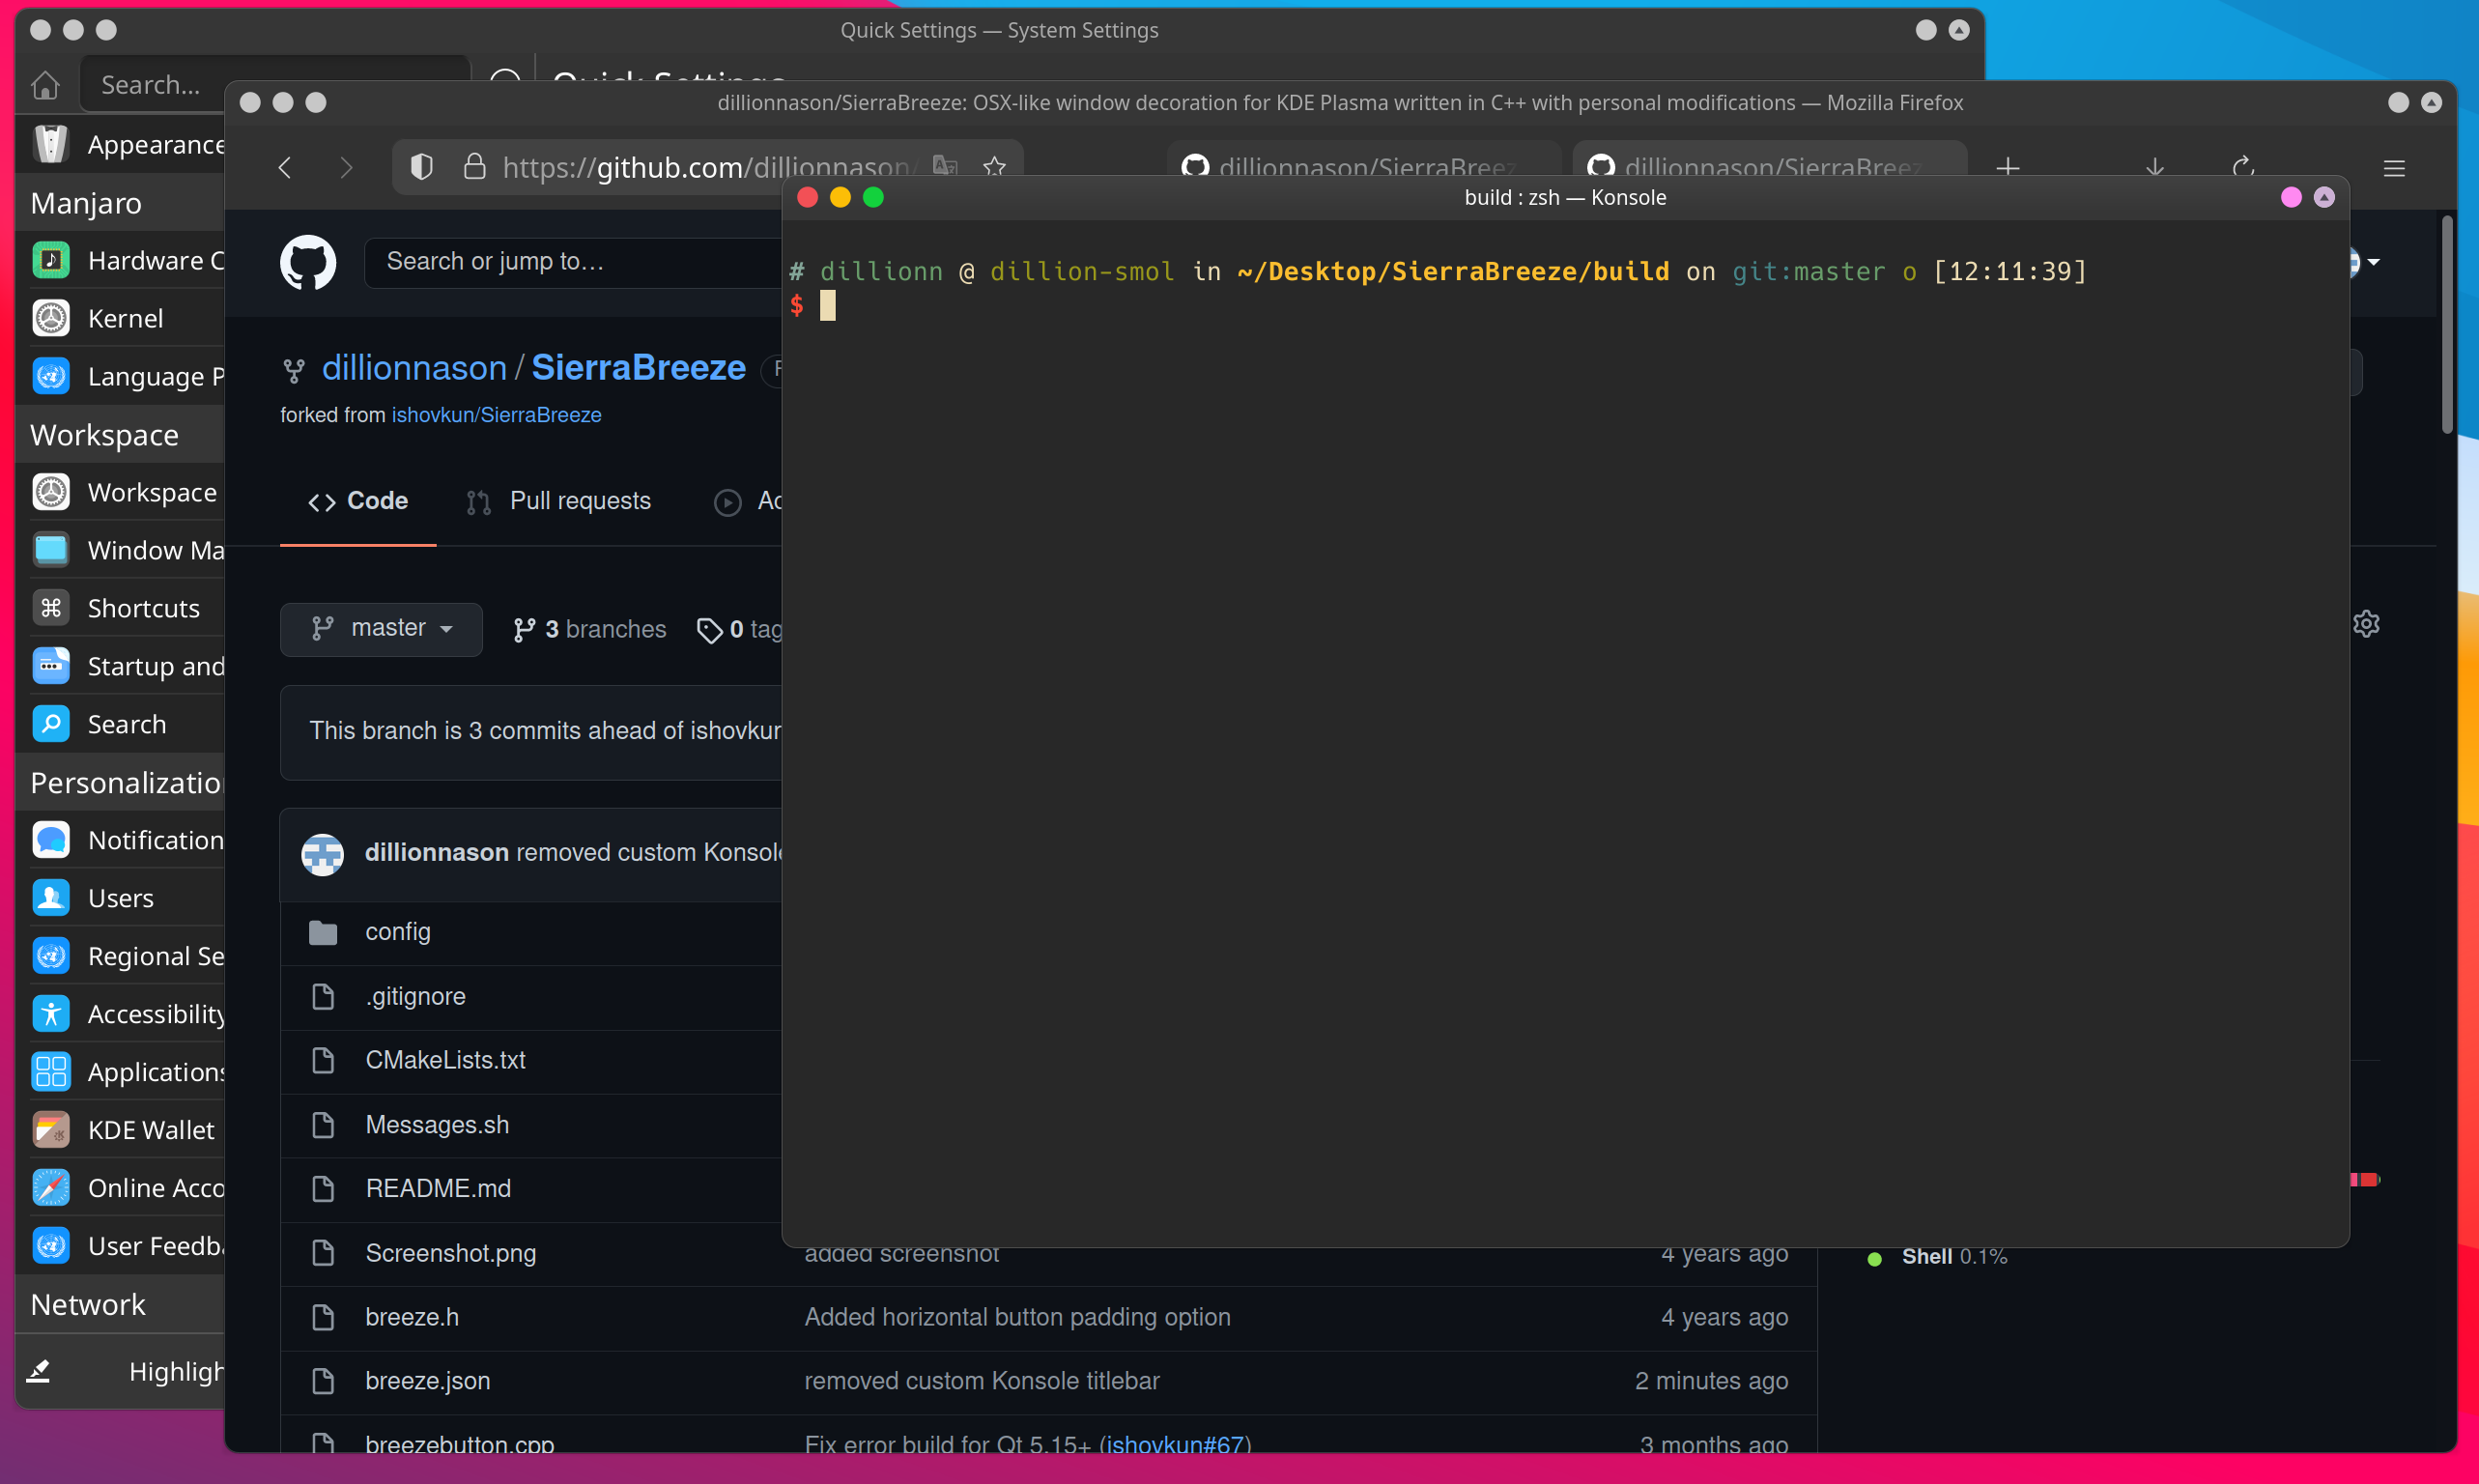 Quick Settings — System Settings
Search...
Quick Settings
Appearance
Manjaro
Hardware C
Kernel
Language P
Workspace
Workspace
Window Ma
Shortcuts
Startup and
Search
Personalization
Notification
Users
Regional Se
Accessibility
Applications
KDE Wallet
Online Acco
User Feedba
Network
Highligh
dillionnason/SierraBreeze: OSX-like window decoration for KDE Plasma written in C++ with personal modifications — Mozilla Firefox
https://github.com/dillionnason/
dillionnason/SierraBreez
dillionnason/SierraBreez
Search or jump to…
dillionnason / SierraBreeze
forked from ishovkun/SierraBreeze
Code
Pull requests
Ac
master
3 branches
0 tag
This branch is 3 commits ahead of ishovkun
dillionnason removed custom Konsole
config
.gitignore
CMakeLists.txt
Messages.sh
README.md
Screenshot.png added screenshot 4 years ago
breeze.h Added horizontal button padding option 4 years ago
breeze.json removed custom Konsole titlebar 2 minutes ago
breezebutton.cpp Fix error build for Qt 5.15+ (ishovkun#67) 3 months ago
Shell 0.1%
build : zsh — Konsole
# dillionn @ dillion-smol in ~/Desktop/SierraBreeze/build on git:master o [12:11:39]
$